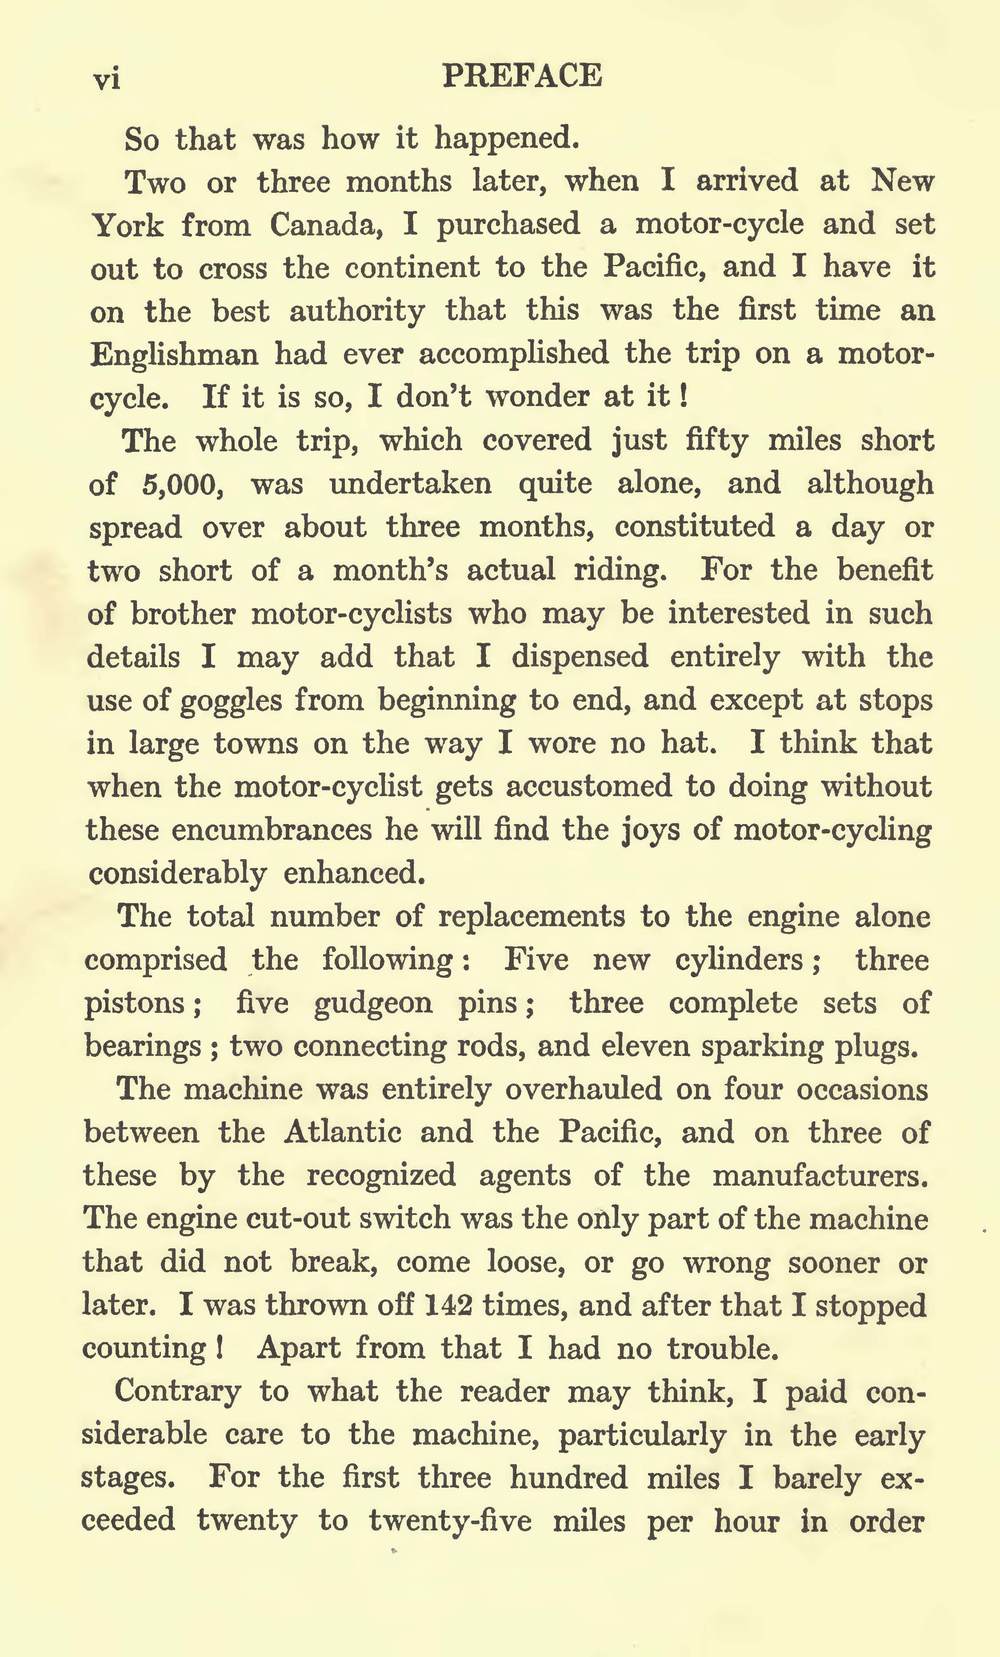 vi PREFACE
So that was how it happened.
Two or three months later, when I arrived at New
York from Canada, I purchased a motor-cycle and set
out to cross the continent to the Pacific, and I have it
on the best authority that this was the first time an
Englishman had ever accomplished the trip on a motor-
cycle. If it is so, I don't wonder at it !
The whole trip, which covered just fifty miles short
of 5,000, was undertaken quite alone, and although
spread over about three months, constituted a day or
two short of a month's actual riding. For the benefit
of brother motor-cyclists who may be interested in such
details I may add that I dispensed entirely with the
use of goggles from beginning to end, and except at stops
in large towns on the way I wore no hat. I think that
when the motor-cyclist gets accustomed to doing without
these encumbrances he will find the joys of motor-cycling
considerably enhanced.
The total number of replacements to the engine alone
comprised the following : Five new cylinders ; three
pistons ; five gudgeon pins ; three complete sets of
bearings ; two connecting rods, and eleven sparking plugs.
The machine was entirely overhauled on four occasions
between the Atlantic and the Pacific, and on three of
these by the recognized agents of the manufacturers.
The engine cut-out switch was the only part of the machine
that did not break, come loose, or go wrong sooner or
later. I was thrown off 142 times, and after that I stopped
counting ! Apart from that I had no trouble.
Contrary to what the reader may think, I paid con-
siderable care to the machine, particularly in the early
stages. For the first three hundred miles I barely ex-
ceeded twenty to twenty-five miles per hour in order